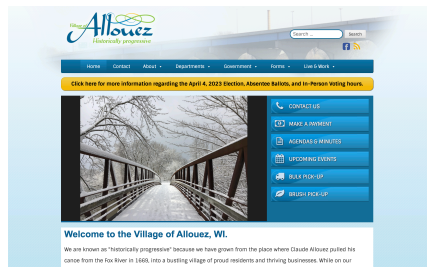 Village of
Allouez
Historically progressive
Search ...
Search
Home Contact About Departments Government Forms Live & Work
Click here for more information regarding the April 4, 2023 Election, Absentee Ballots, and In-Person Voting hours.
CONTACT US
MAKE A PAYMENT
AGENDAS & MINUTES
UPCOMING EVENTS
BULK PICK-UP
BRUSH PICK-UP
Welcome to the Village of Allouez, WI.
We are known as "historically progressive" because we have grown from the place where Claude Allouez pulled his
canoe from the Fox River in 1669, into a bustling village of proud residents and thriving businesses. While on our